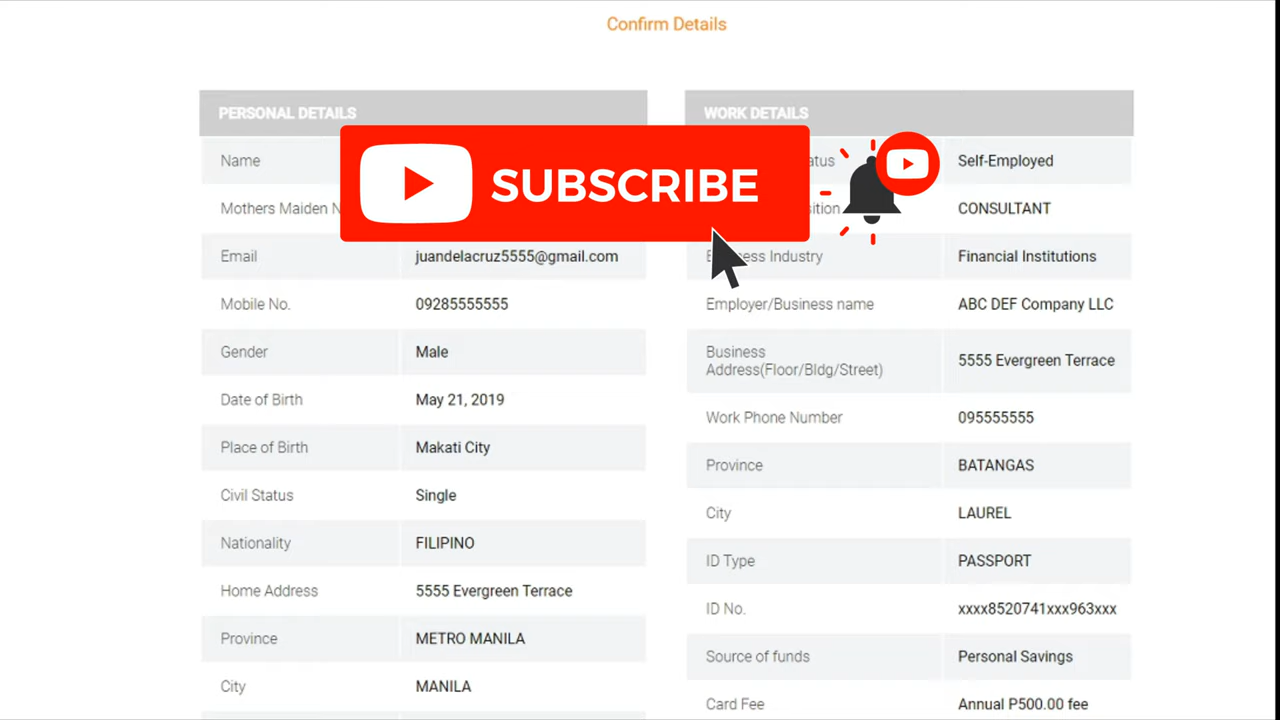 Confirm Details
PERSONAL DETAILS
WORK DETAILS
SUBSCRIBE
Name
Mothers Maiden
Email juandelacruz5555@gmail.com
Mobile No. 09285555555
Gender Male
Date of Birth May 21, 2019
Place of Birth Makati City
Civil Status Single
Nationality FILIPINO
Home Address 5555 Evergreen Terrace
Province METRO MANILA
City MANILA
Self-Employed
CONSULTANT
Industry Financial Institutions
Employer/Business name ABC DEF Company LLC
Business
Address(Floor/Bldg/Street) 5555 Evergreen Terrace
Work Phone Number 095555555
Province BATANGAS
City LAUREL
ID Type PASSPORT
ID No. xxxx8520741xxx963xxx
Source of funds Personal Savings
Card Fee Annual P500.00 fee